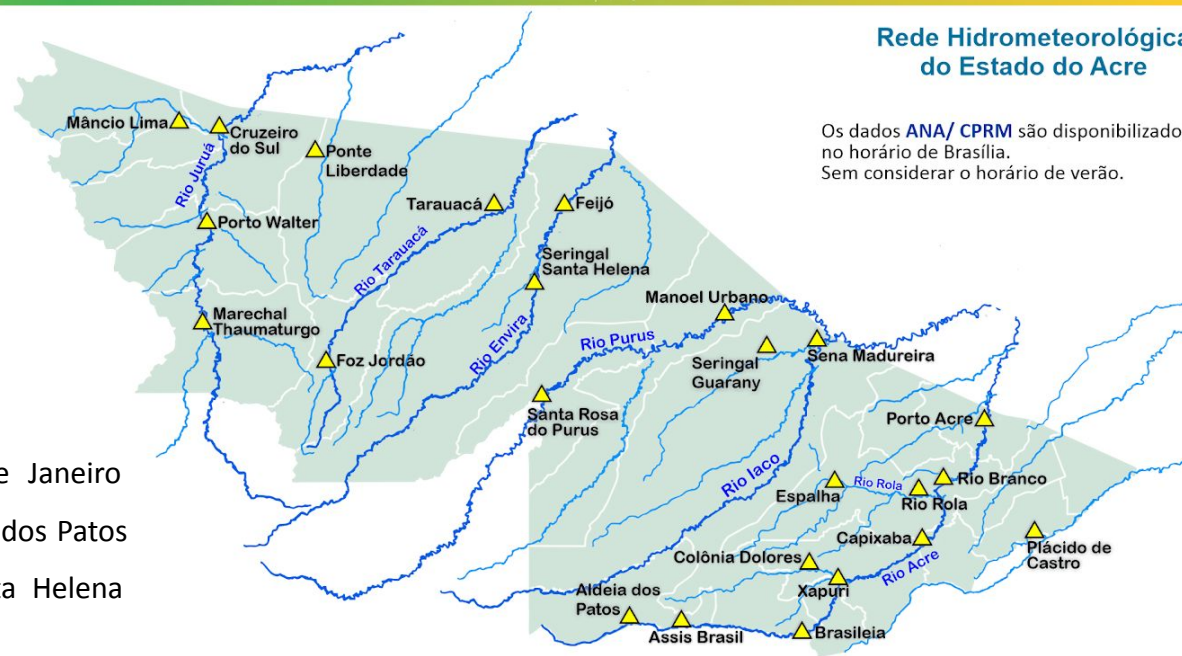 Rede Hidrometeorológica
do Estado do Acre
Os dados ANA/ CPRM são disponibilizado
no horário de Brasília.
Sem considerar o horário de verão.
Mâncio Lima
Cruzeiro
do Sul
Ponte
Liberdade
Rio Juruá
Porto Walter
Tarauacá
Feijó
Rio Tarauacá
Seringal
Santa Helena
Marechal
Thaumaturgo
Foz Jordão
Rio Envira
Manoel Urbano
Rio Purus
Seringal
Guarany
Sena Madureira
Santa Rosa
do Purus
Porto Acre
Rio Iaco
Espalha
Rio Rola
Rio Rola
Rio Branco
Capixaba
Plácido de
Castro
Colônia Dolores
Rio Acre
Xapuri
Aldeia dos
Patos
Assis Brasil
Brasileia
e Janeiro
dos Patos
a Helena